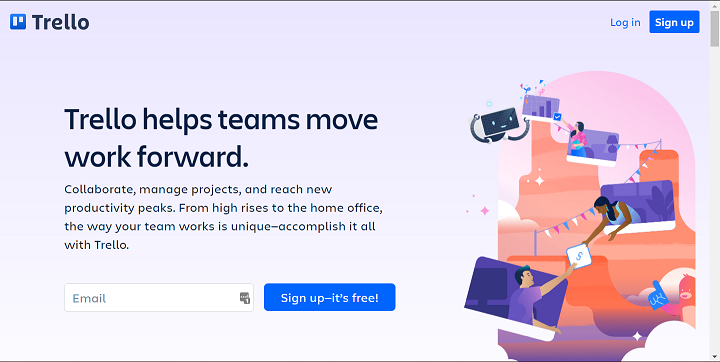 Trello
Log in
Sign up
Trello helps teams move
work forward.
Collaborate, manage projects, and reach new
productivity peaks. From high rises to the home office,
the way your team works is unique—accomplish it all
with Trello.
Email
Sign up—it's free!
$